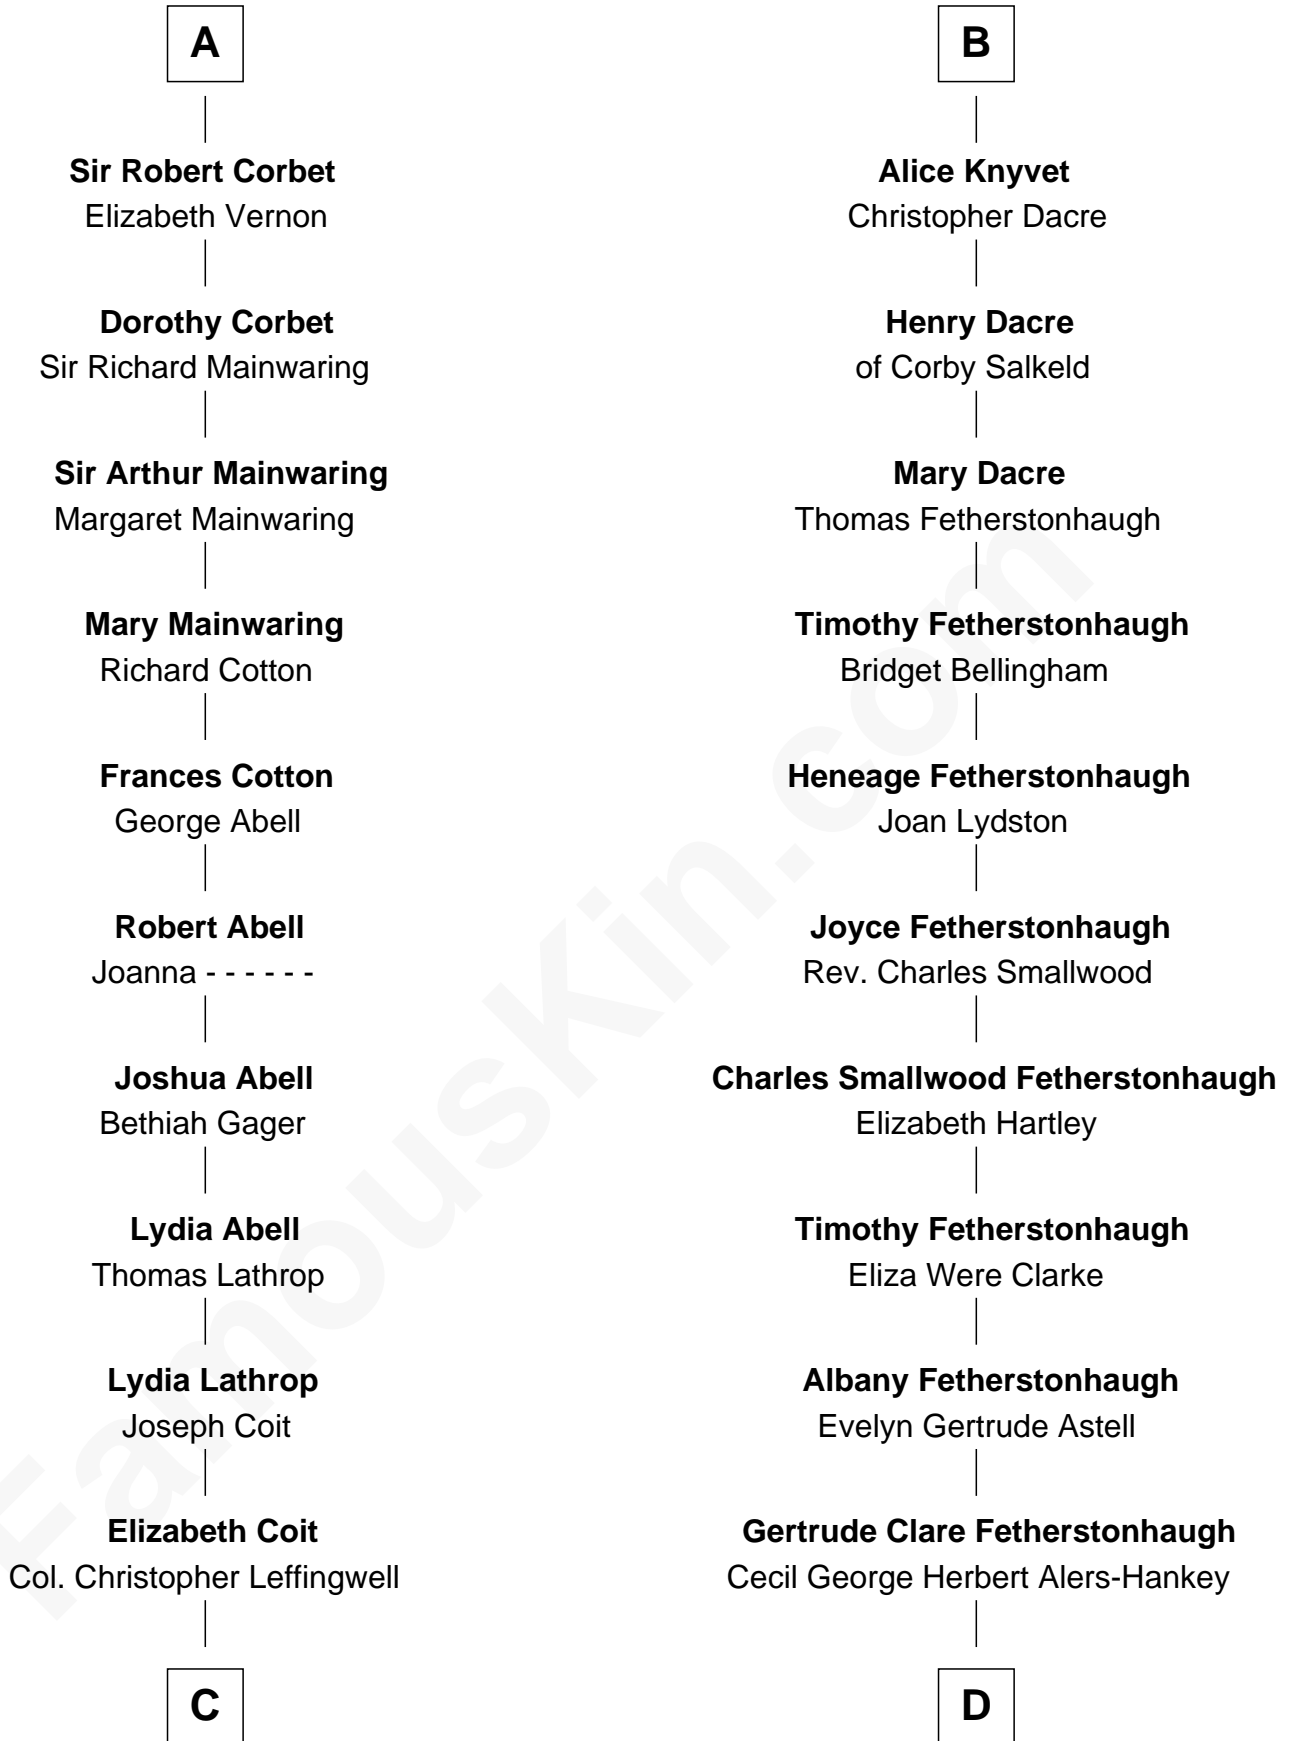 A
Sir Robert Corbet
Elizabeth Vernon
Dorothy Corbet
Sir Richard Mainwaring
Sir Arthur Mainwaring
Margaret Mainwaring
Mary Mainwaring
Richard Cotton
Frances Cotton
George Abell
Robert Abell
Joanna - - - - - -
Joshua Abell
Bethiah Gager
Lydia Abell
Thomas Lathrop
Lydia Lathrop
Joseph Coit
Elizabeth Coit
Col. Christopher Leffingwell
C
B
Alice Knyvet
Christopher Dacre
Henry Dacre
of Corby Salkeld
Mary Dacre
Thomas Fetherstonhaugh
Timothy Fetherstonhaugh
Bridget Bellingham
Heneage Fetherstonhaugh
Joan Lydston
Joyce Fetherstonhaugh
Rev. Charles Smallwood
Charles Smallwood Fetherstonhaugh
Elizabeth Hartley
Timothy Fetherstonhaugh
Eliza Were Clarke
Albany Fetherstonhaugh
Evelyn Gertrude Astell
Gertrude Clare Fetherstonhaugh
Cecil George Herbert Alers-Hankey
D
FamousKin.com